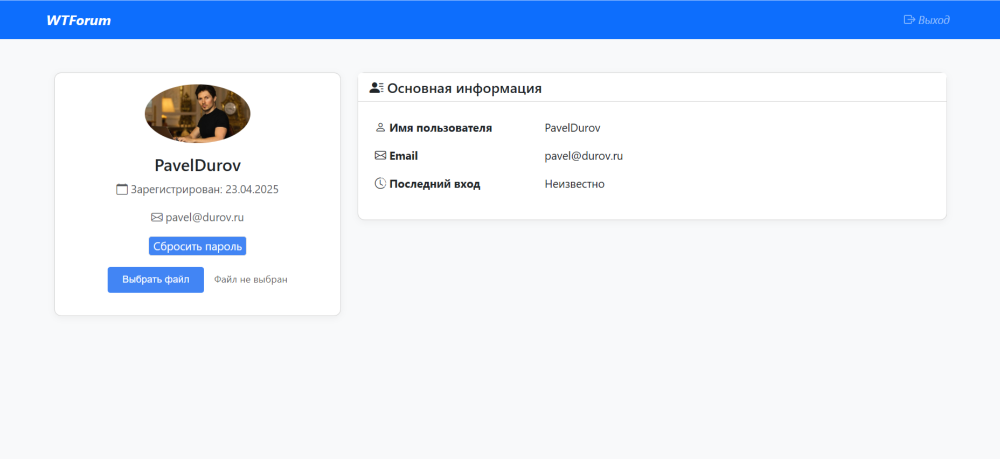 WTForum
Выход
PavelDurov
Зарегистрирован: 23.04.2025
pavel@durov.ru
Сбросить пароль
Выбрать файл Файл не выбран
Основная информация
Имя пользователя PavelDurov
Email pavel@durov.ru
Последний вход Неизвестно